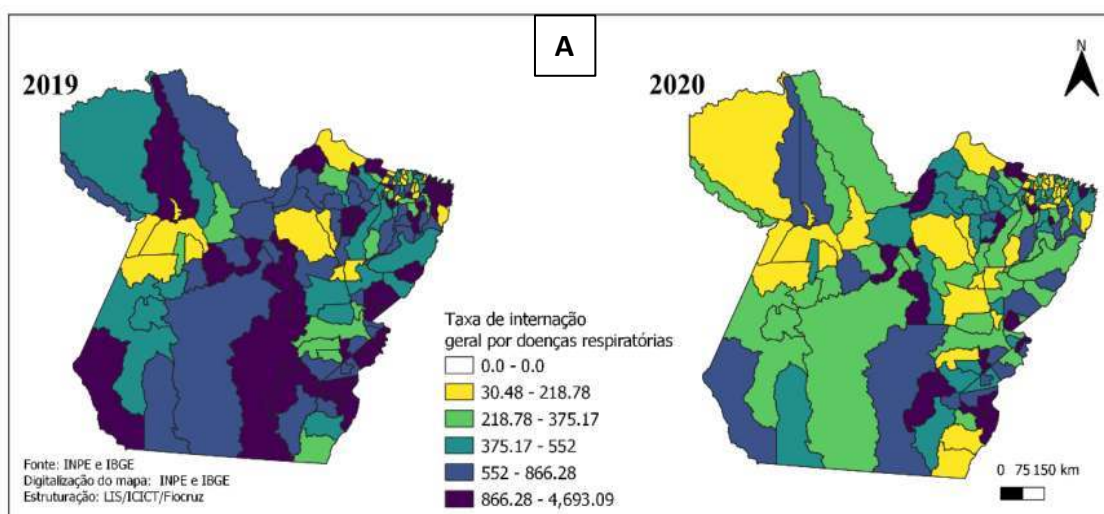 A
2019
2020
N
Taxa de internação
geral por doenças respiratórias
0.0 - 0.0
30.48 - 218.78
218.78 - 375.17
375.17 - 552
552 - 866.28
866.28 - 4,693.09
Fonte: INPE e IBGE
Digitalização do mapa: INPE e IBGE
Estruturação: LIS/ICICT/Fiocruz
0 75 150 km